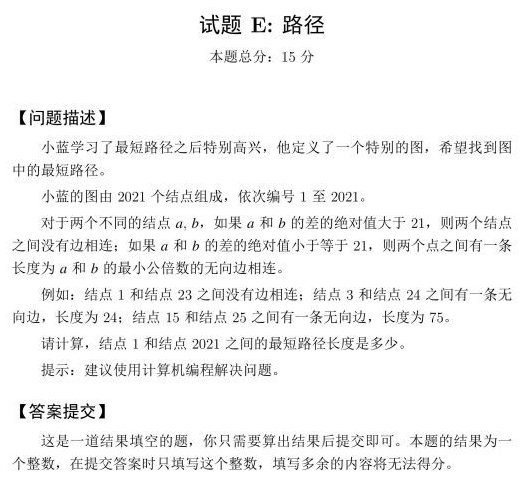 试题 E: 路径
本题总分：15 分
【问题描述】
小蓝学习了最短路径之后特别高兴，他定义了一个特别的图，希望找到图
中的最短路径。
小蓝的图由 2021 个结点组成，依次编号 1 至 2021。
对于两个不同的结点 a, b，如果 a 和 b 的差的绝对值大于 21，则两个结点
之间没有边相连；如果 a 和 b 的差的绝对值小于等于 21，则两个点之间有一条
长度为 a 和 b 的最小公倍数的无向边相连。
例如：结点 1 和结点 23 之间没有边相连；结点 3 和结点 24 之间有一条无
向边，长度为 24；结点 15 和结点 25 之间有一条无向边，长度为 75。
请计算，结点 1 和结点 2021 之间的最短路径长度是多少。
提示：建议使用计算机编程解决问题。
【答案提交】
这是一道结果填空的题，你只需要算出结果后提交即可。本题的结果为一
个整数，在提交答案时只填写这个整数，填写多余的内容将无法得分。